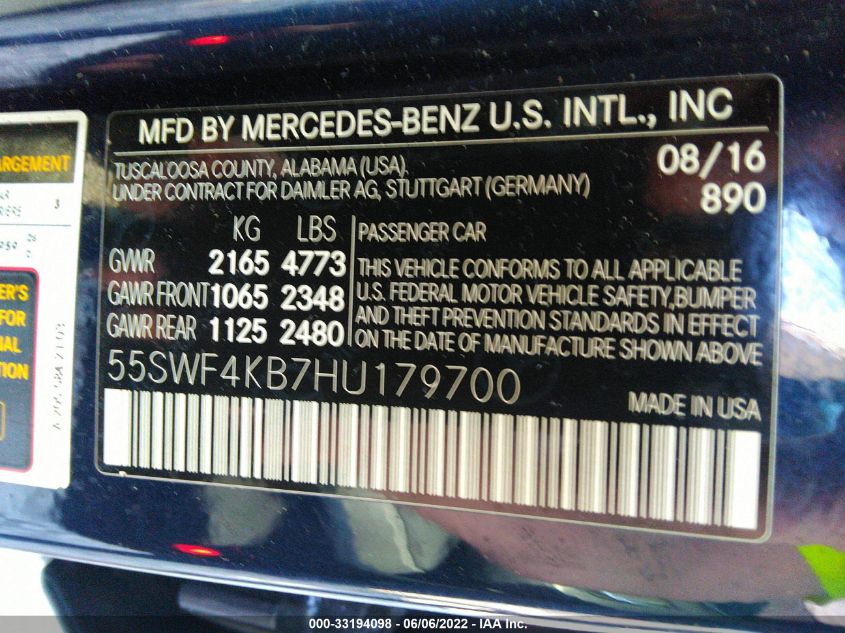 MFD BY MERCEDES-BENZ U.S. INTL., INC
TUSCALOOSA COUNTY, ALABAMA (USA)
UNDER CONTRACT FOR DAIMLER AG, STUTTGART (GERMANY)
08/16
890
KG LBS
GVWR 2165 4773
GAWR FRONT 1065 2348
GAWR REAR 1125 2480
PASSENGER CAR
THIS VEHICLE CONFORMS TO ALL APPLICABLE
U.S. FEDERAL MOTOR VEHICLE SAFETY, BUMPER
AND THEFT PREVENTION STANDARDS IN EFFECT
ON THE DATE OF MANUFACTURE SHOWN ABOVE
55SWF4KB7HU179700
MADE IN USA
ARGEMENT
3
ER'S
FOR
NAL
TION
000-33194098 - 06/06/2022 - IAA Inc.